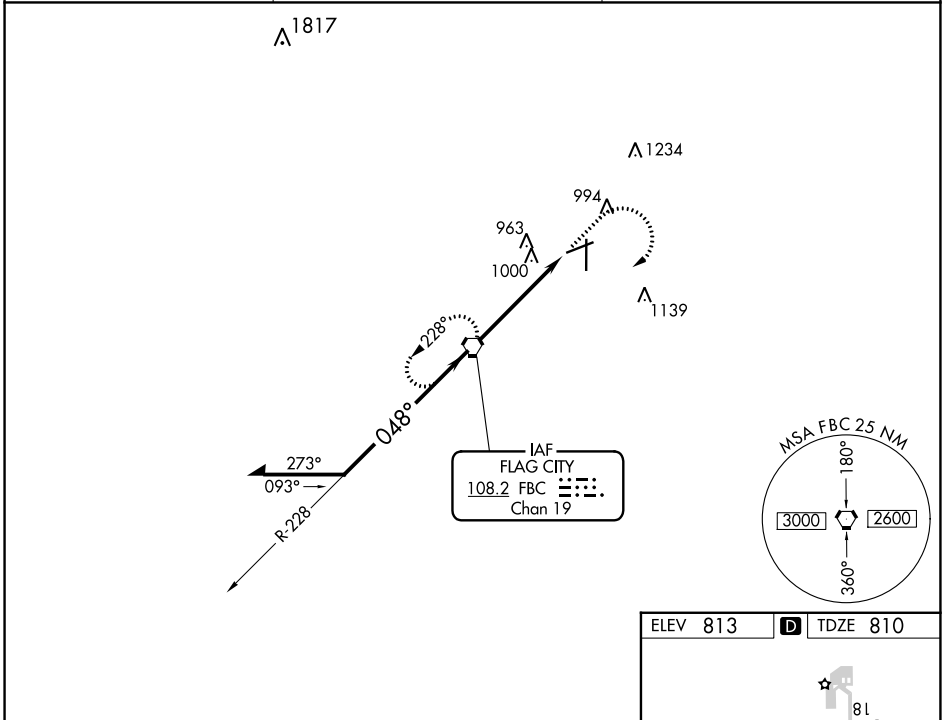 1817
1234
994
963
1000
1139
228°
048°
273°
093°
R-228
IAF
FLAG CITY
108.2 FBC
Chan 19
MSA FBC 25 NM
180°
3000
2600
360°
ELEV 813 D TDZE 810
18